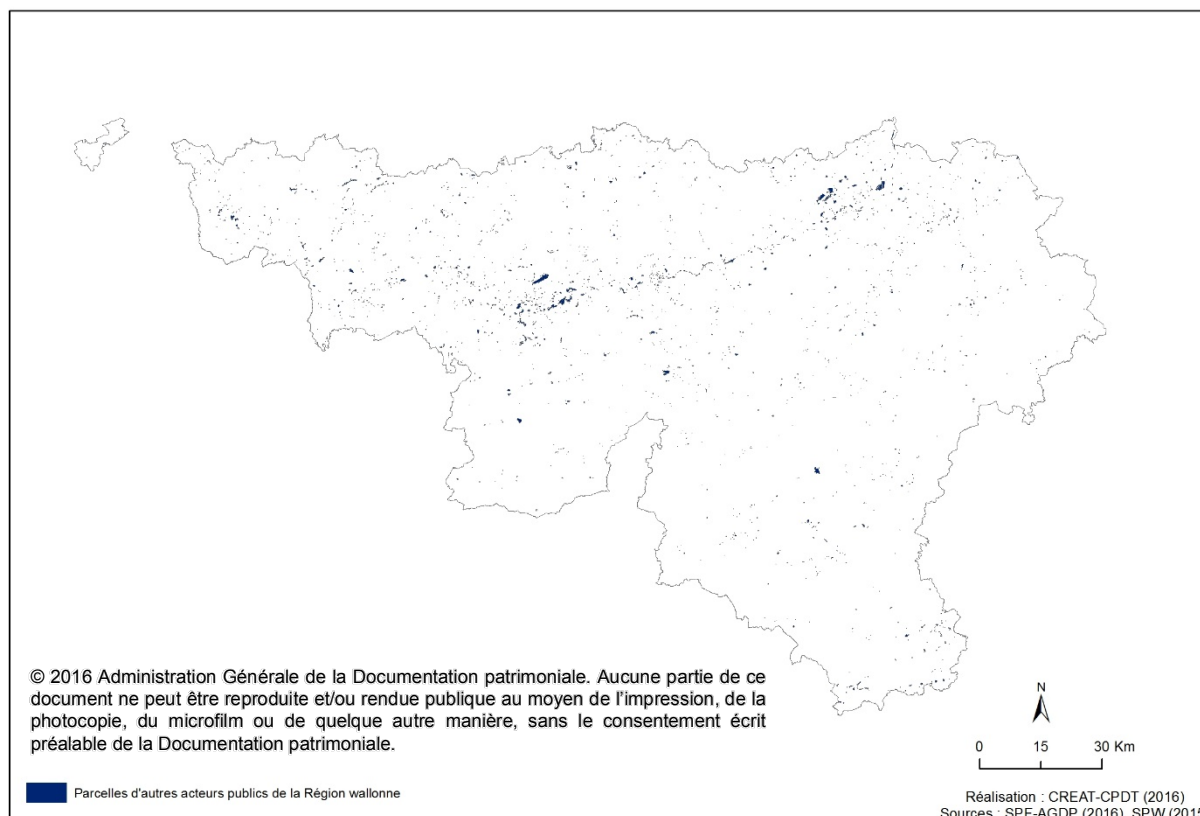 © 2016 Administration Générale de la Documentation patrimoniale. Aucune partie de ce
document ne peut être reproduite et/ou rendue publique au moyen de l'impression, de la
photocopie, du microfilm ou de quelque autre manière, sans le consentement écrit
préalable de la Documentation patrimoniale.
Parcelles d'autres acteurs publics de la Région wallonne
N
0 15 30 Km
Réalisation : CREAT-CPDT (2016)
Sources : SPF-AGDP (2016), SPW (2015